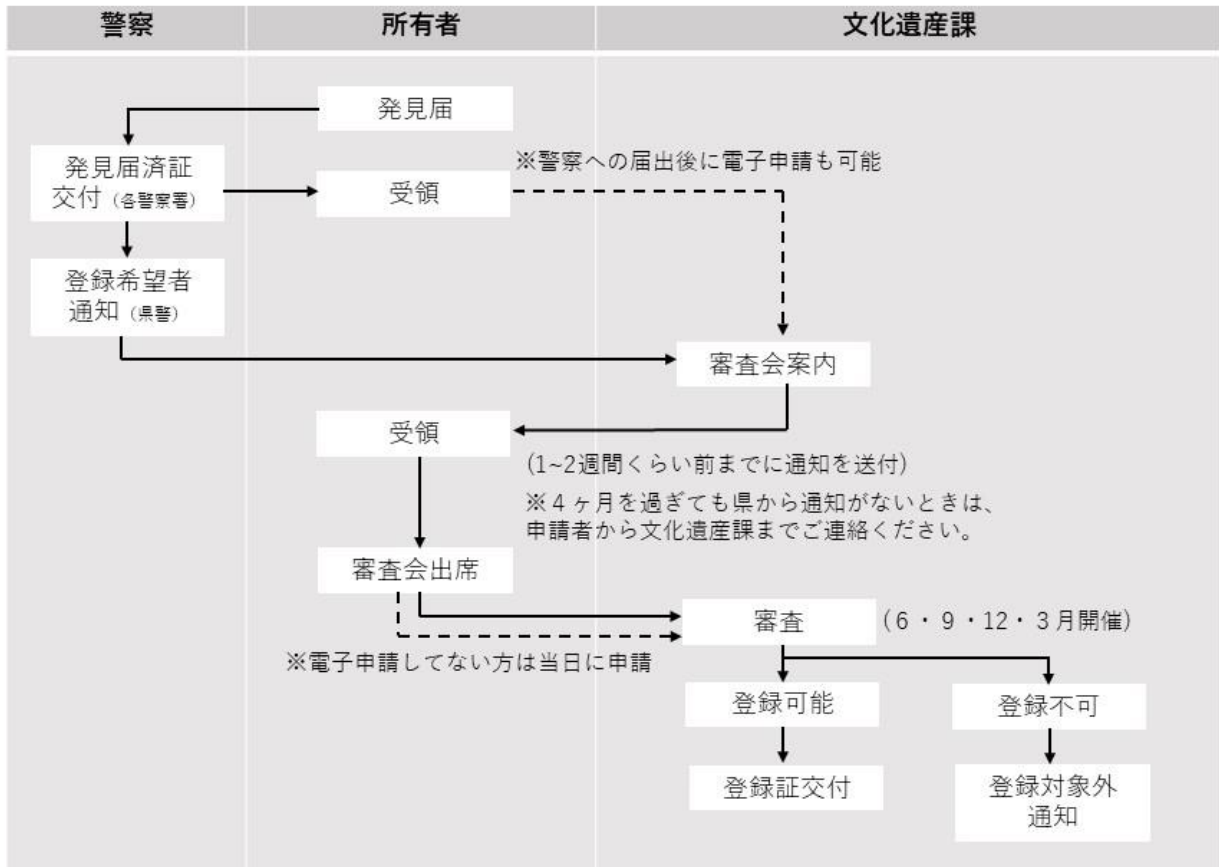 警察
所有者
文化遺産課
発見届
発見届済証
交付（各警察署）
※警察への届出後に電子申請も可能
受領
登録希望者
通知（県警）
審査会案内
受領
(1~2週間くらい前までに通知を送付)
※４ヶ月を過ぎても県から通知がないときは、
申請者から文化遺産課までご連絡ください。
審査会出席
審査
(６・９・12・３月開催)
※電子申請してない方は当日に申請
登録可能
登録不可
登録証交付
登録対象外
通知